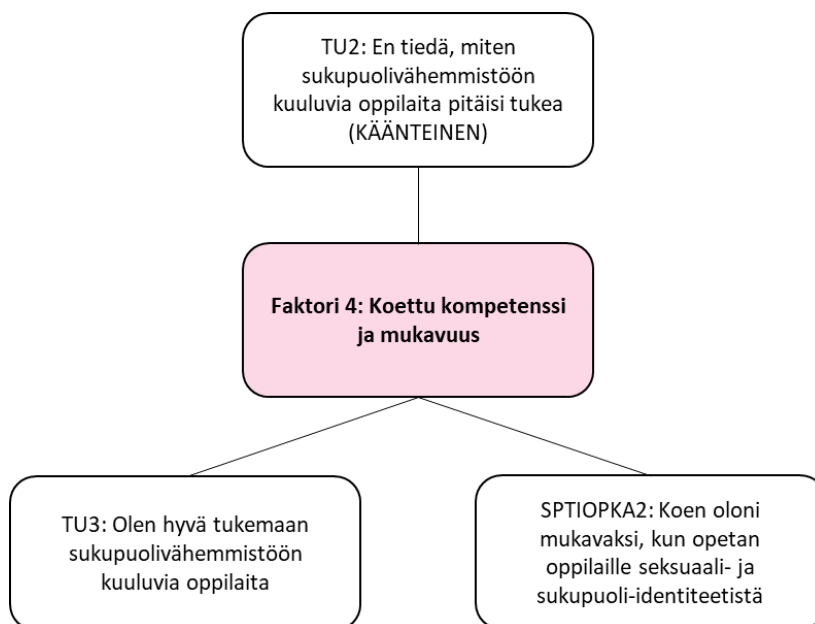 TU2: En tiedä, miten
sukupuolivähemmistöön
kuuluvia oppilaita pitäisi tukea
(KÄÄNTEINEN)
Faktori 4: Koettu kompetenssi
ja mukavuus
TU3: Olen hyvä tukemaan
sukupuolivähemmistöön
kuuluvia oppilaita
SPTIOPKA2: Koen oloni
mukavaksi, kun opetan
oppilaille seksuaali- ja
sukupuoli-identiteetistä